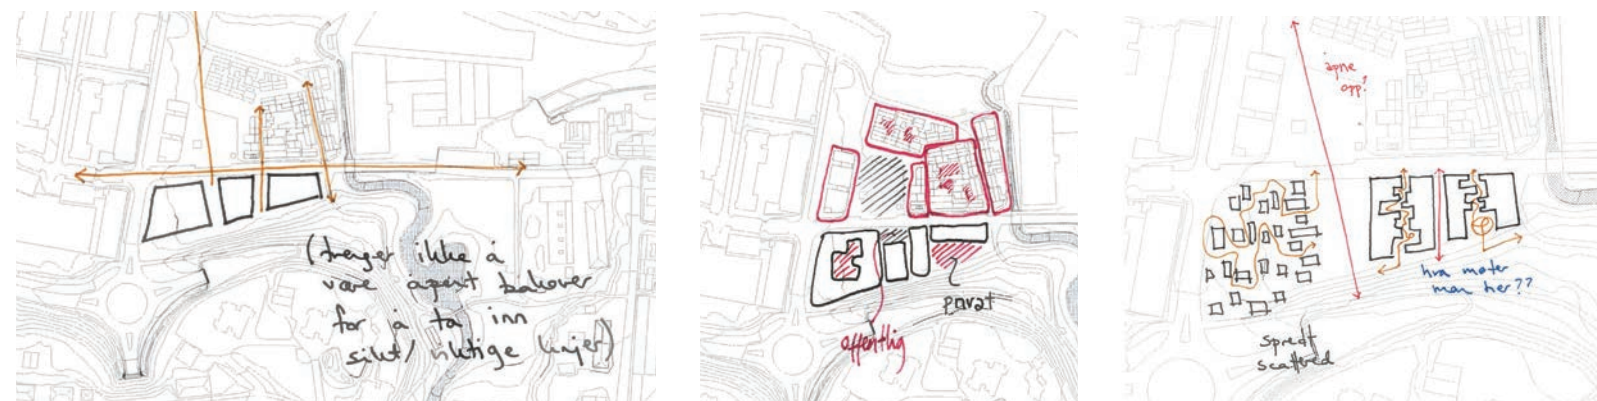 (trenger ikke å
være åpent bakover
for å ta inn
sikt/ viktige linjer)
privat
offentlig
åpne
opp?
hva møter
man her??
spredt
scattered